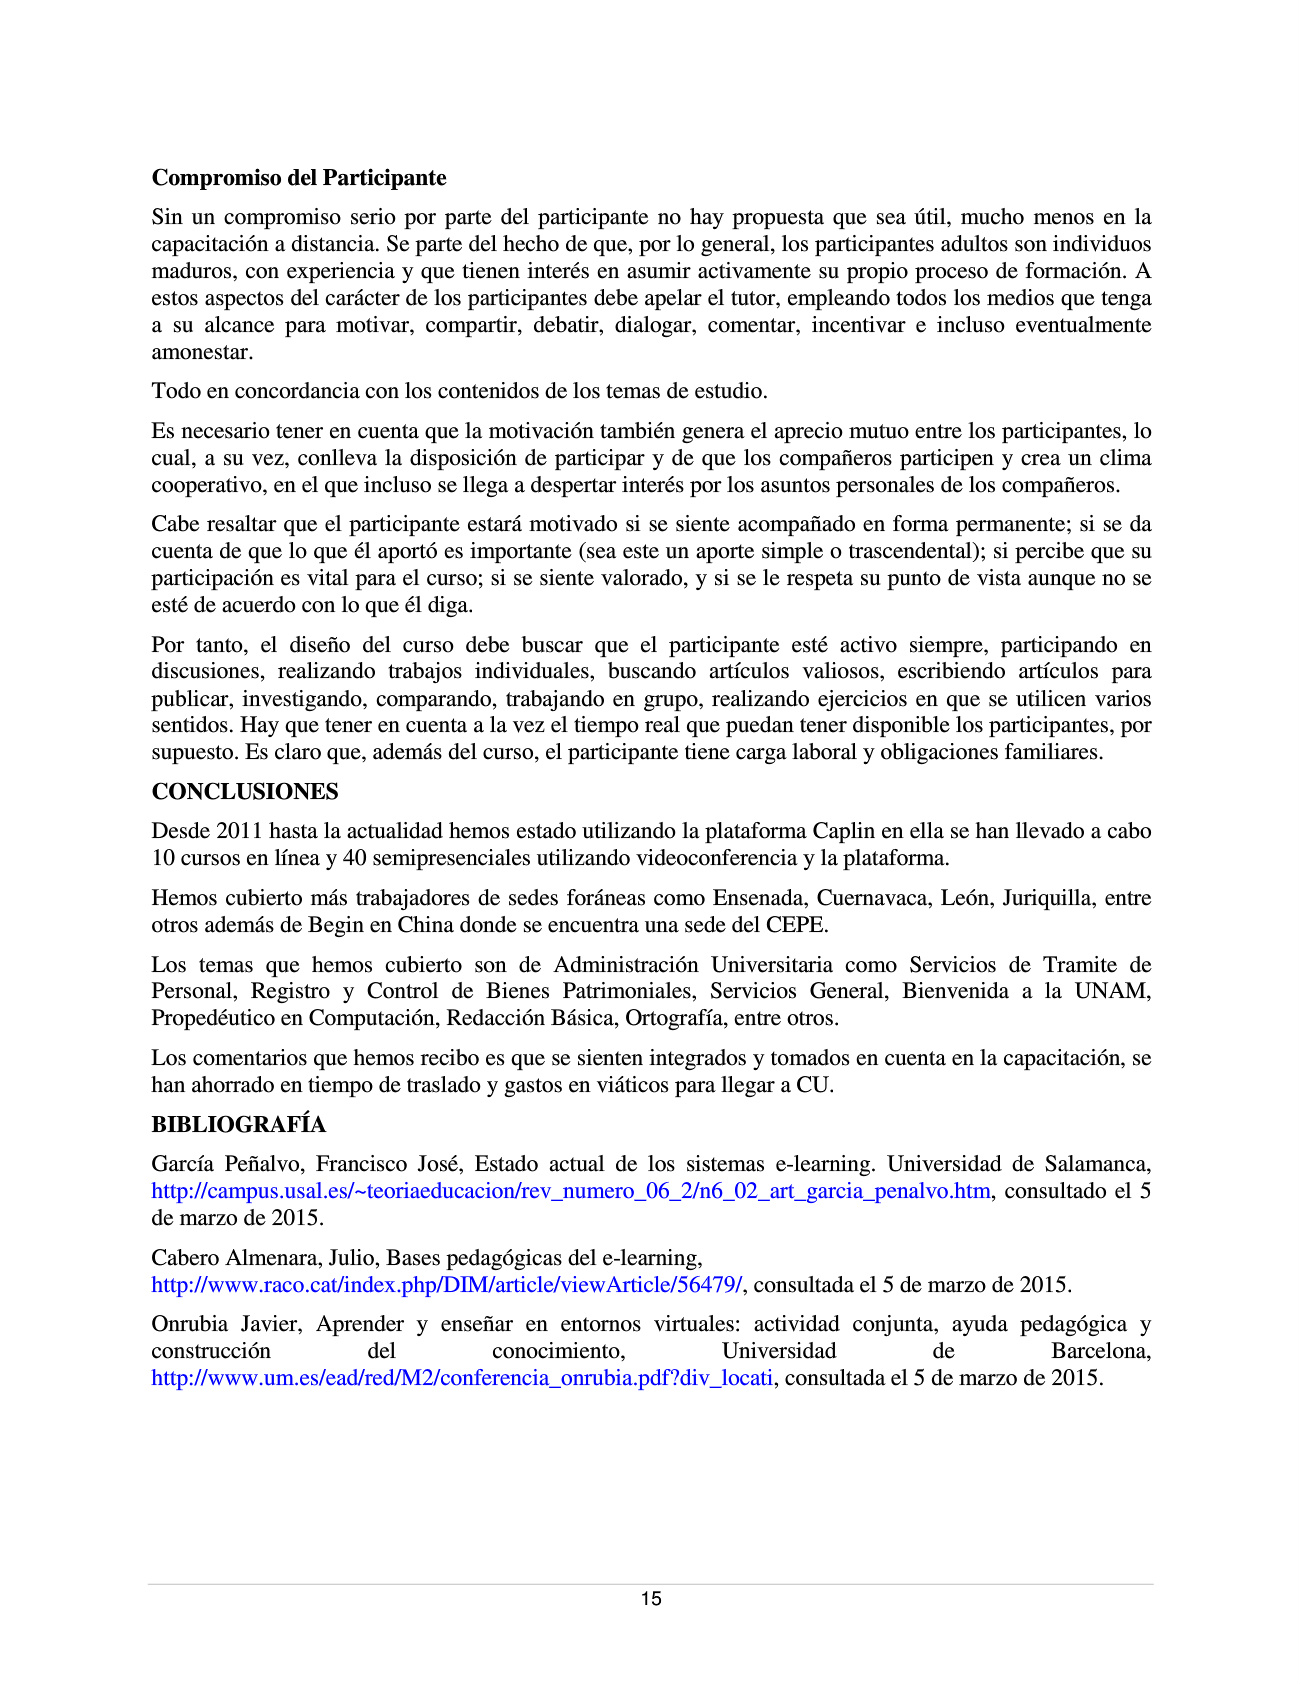 Compromiso del Participante
Sin un compromiso serio por parte del participante no hay propuesta que sea útil, mucho menos en la
capacitación a distancia. Se parte del hecho de que, por lo general, los participantes adultos son individuos
maduros, con experiencia y que tienen interés en asumir activamente su propio proceso de formación. A
estos aspectos del carácter de los participantes debe apelar el tutor, empleando todos los medios que tenga
a su alcance para motivar, compartir, debatir, dialogar, comentar, incentivar e incluso eventualmente
amonestar.
Todo en concordancia con los contenidos de los temas de estudio.
Es necesario tener en cuenta que la motivación también genera el aprecio mutuo entre los participantes, lo
cual, a su vez, conlleva la disposición de participar y de que los compañeros participen y crea un clima
cooperativo, en el que incluso se llega a despertar interés por los asuntos personales de los compañeros.
Cabe resaltar que el participante estará motivado si se siente acompañado en forma permanente; si se da
cuenta de que lo que él aportó es importante (sea este un aporte simple o trascendental); si percibe que su
participación es vital para el curso; si se siente valorado, y si se le respeta su punto de vista aunque no se
esté de acuerdo con lo que él diga.
Por tanto, el diseño del curso debe buscar que el participante esté activo siempre, participando en
discusiones, realizando trabajos individuales, buscando artículos valiosos, escribiendo artículos para
publicar, investigando, comparando, trabajando en grupo, realizando ejercicios en que se utilicen varios
sentidos. Hay que tener en cuenta a la vez el tiempo real que puedan tener disponible los participantes, por
supuesto. Es claro que, además del curso, el participante tiene carga laboral y obligaciones familiares.
CONCLUSIONES
Desde 2011 hasta la actualidad hemos estado utilizando la plataforma Caplin en ella se han llevado a cabo
10 cursos en línea y 40 semipresenciales utilizando videoconferencia y la plataforma.
Hemos cubierto más trabajadores de sedes foráneas como Ensenada, Cuernavaca, León, Juriquilla, entre
otros además de Begin en China donde se encuentra una sede del CEPE.
Los temas que hemos cubierto son de Administración Universitaria como Servicios de Tramite de
Personal, Registro y Control de Bienes Patrimoniales, Servicios General, Bienvenida a la UNAM,
Propedéutico en Computación, Redacción Básica, Ortografía, entre otros.
Los comentarios que hemos recibo es que se sienten integrados y tomados en cuenta en la capacitación, se
han ahorrado en tiempo de traslado y gastos en viáticos para llegar a CU.
BIBLIOGRAFÍA
García Peñalvo, Francisco José, Estado actual de los sistemas e-learning. Universidad de Salamanca,
http://campus.usal.es/~teoriaeducacion/rev_numero_06_2/n6_02_art_garcia_penalvo.htm, consultado el 5
de marzo de 2015.
Cabero Almenara, Julio, Bases pedagógicas del e-learning,
http://www.raco.cat/index.php/DIM/article/viewArticle/56479/, consultada el 5 de marzo de 2015.
Onrubia Javier, Aprender y enseñar en entornos virtuales: actividad conjunta, ayuda pedagógica y
construcción del conocimiento, Universidad de Barcelona,
http://www.um.es/ead/red/M2/conferencia_onrubia.pdf?div_locati, consultada el 5 de marzo de 2015.
15